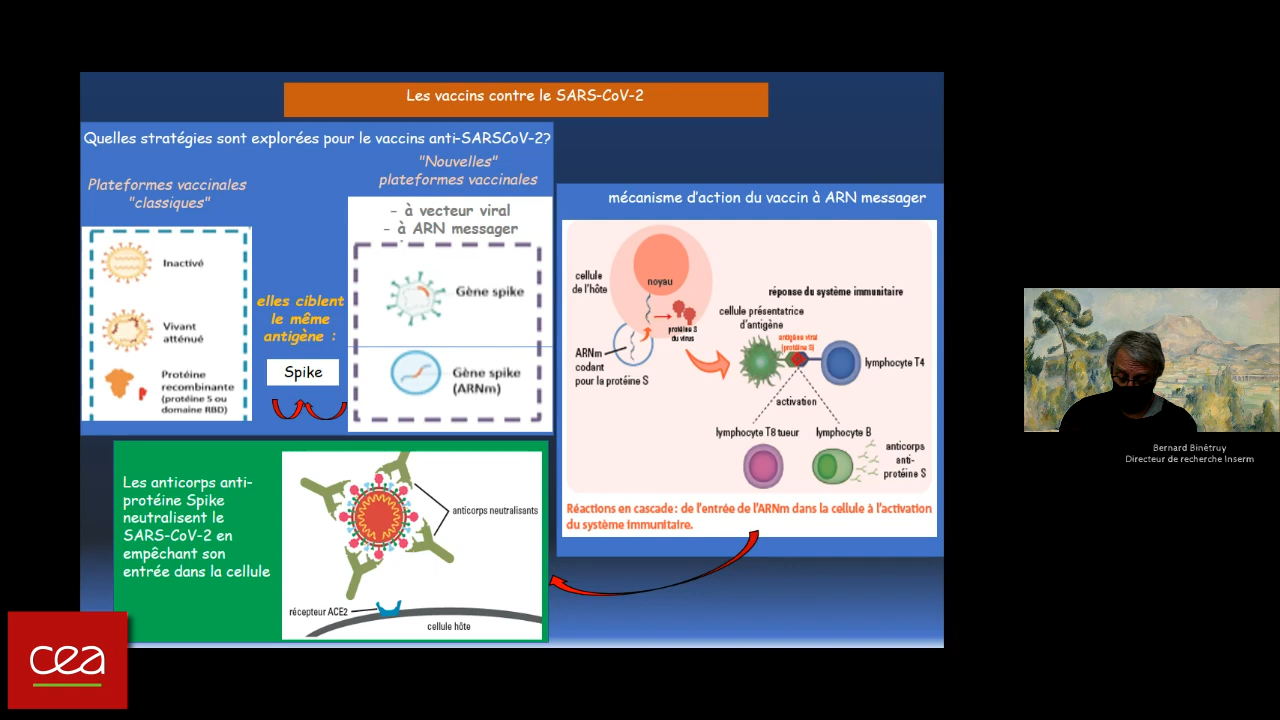 Les vaccins contre le SARS-CoV-2
Quelles stratégies sont explorées pour le vaccins anti-SARSCoV-2?
Plateformes vaccinales
"classiques"
"Nouvelles"
plateformes vaccinales
- à vecteur viral
- à ARN messager
Inactivé
Vivant
atténué
Protéine
recombinante
(protéine S ou
domaine RBD)
elles ciblent
le même
antigène :
Spike
Gène spike
Gène spike
(ARNm)
mécanisme d'action du vaccin à ARN messager
cellule
de l'hôte
noyau
protéine S
du virus
ARNm
codant
pour la protéine S
réponse du système immunitaire
cellule présentatrice
d'antigène
antigène viral
(protéine S)
lymphocyte T4
activation
lymphocyte T8 tueur
lymphocyte B
anticorps
anti-
protéine S
Réactions en cascade : de l'entrée de l'ARNm dans la cellule à l'activation
du système immunitaire.
Les anticorps anti-
protéine Spike
neutralisent le
SARS-CoV-2 en
empêchant son
entrée dans la cellule
anticorps neutralisants
récepteur ACE2
cellule hôte
cea
Bernard Binétruy
Directeur de recherche Inserm